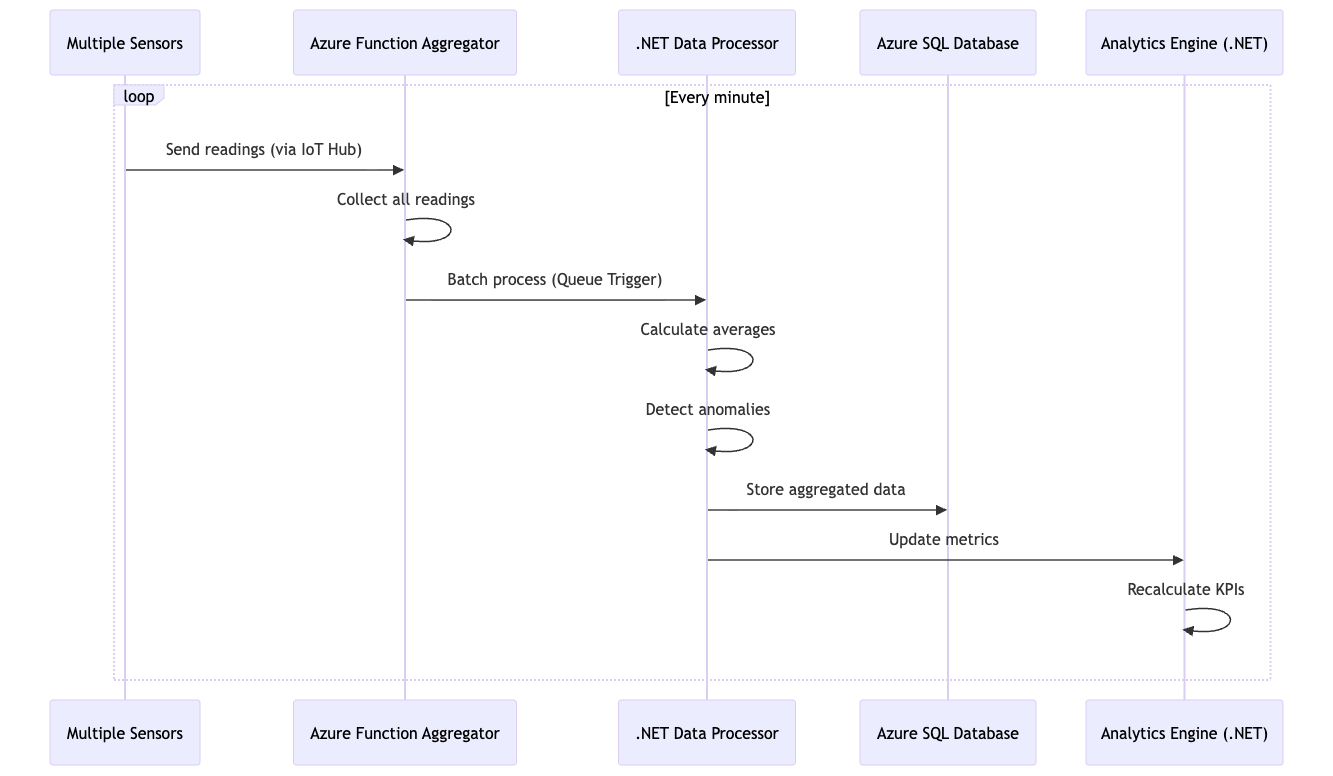 Multiple Sensors
Azure Function Aggregator
.NET Data Processor
Azure SQL Database
Analytics Engine (.NET)
loop
[Every minute]
Send readings (via IoT Hub)
Collect all readings
Batch process (Queue Trigger)
Calculate averages
Detect anomalies
Store aggregated data
Update metrics
Recalculate KPIs
Multiple Sensors
Azure Function Aggregator
.NET Data Processor
Azure SQL Database
Analytics Engine (.NET)